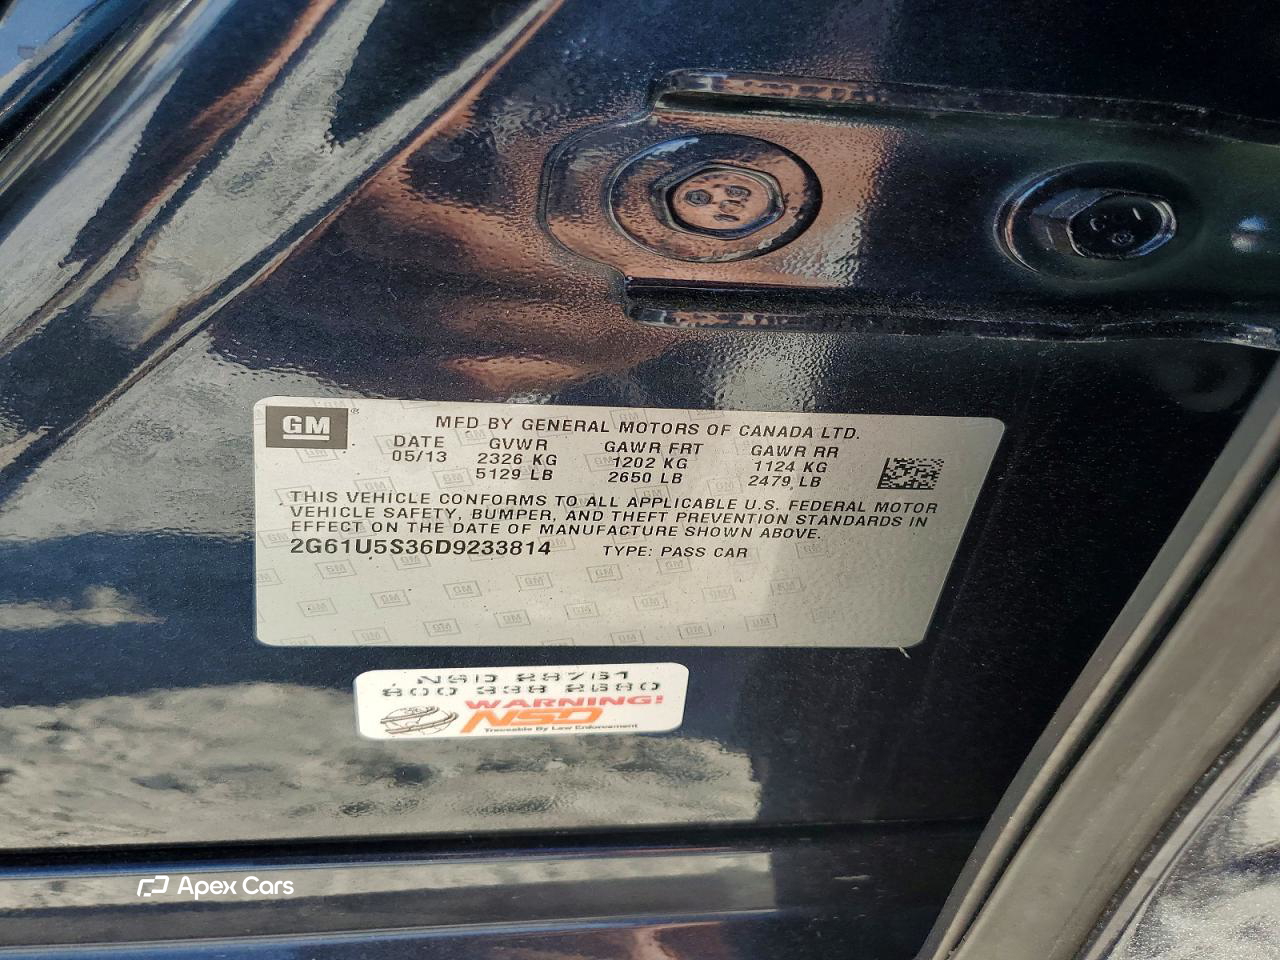 GM ®
MFD BY GENERAL MOTORS OF CANADA LTD.
DATE GVWR GAWR FRT GAWR RR
05/13 2326 KG 1202 KG 1124 KG
5129 LB 2650 LB 2479 LB
THIS VEHICLE CONFORMS TO ALL APPLICABLE U.S. FEDERAL MOTOR
VEHICLE SAFETY, BUMPER, AND THEFT PREVENTION STANDARDS IN
EFFECT ON THE DATE OF MANUFACTURE SHOWN ABOVE.
2G61U5S36D9233814 TYPE: PASS CAR
NSD 29761
800 338 2680
WARNING!
NSD
Traceable By Law Enforcement
Apex Cars